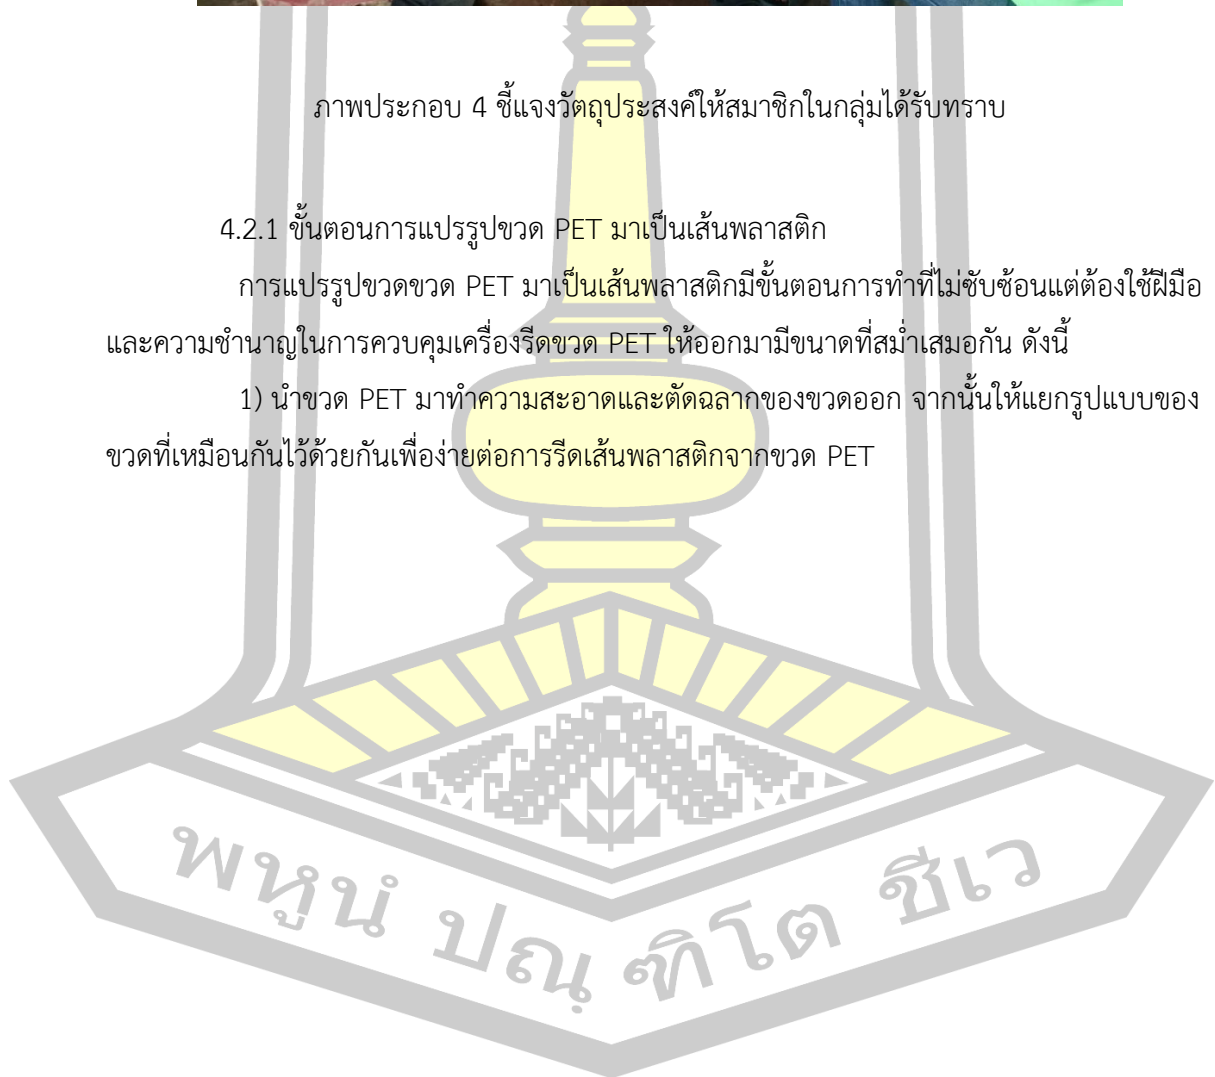 ภาพประกอบ 4 ชี้แจงวัตถุประสงค์ให้สมาชิกในกลุ่มได้รับทราบ
4.2.1 ขั้นตอนการแปรรูปขวด PET มาเป็นเส้นพลาสติก
การแปรรูปขวดขวด PET มาเป็นเส้นพลาสติกมีขั้นตอนการทำที่ไม่ซับซ้อนแต่ต้องใช้ฝีมือ
และความชำนาญในการควบคุมเครื่องรีดขวด PET ให้ออกมามีขนาดที่สม่ำเสมอกัน ดังนี้
1) นำขวด PET มาทำความสะอาดและตัดฉลากของขวดออก จากนั้นให้แยกรูปแบบของ
ขวดที่เหมือนกันไว้ด้วยกันเพื่อง่ายต่อการรีดเส้นพลาสติกจากขวด PET
พหูนํ ปณฺ ฑิโต ชีเว